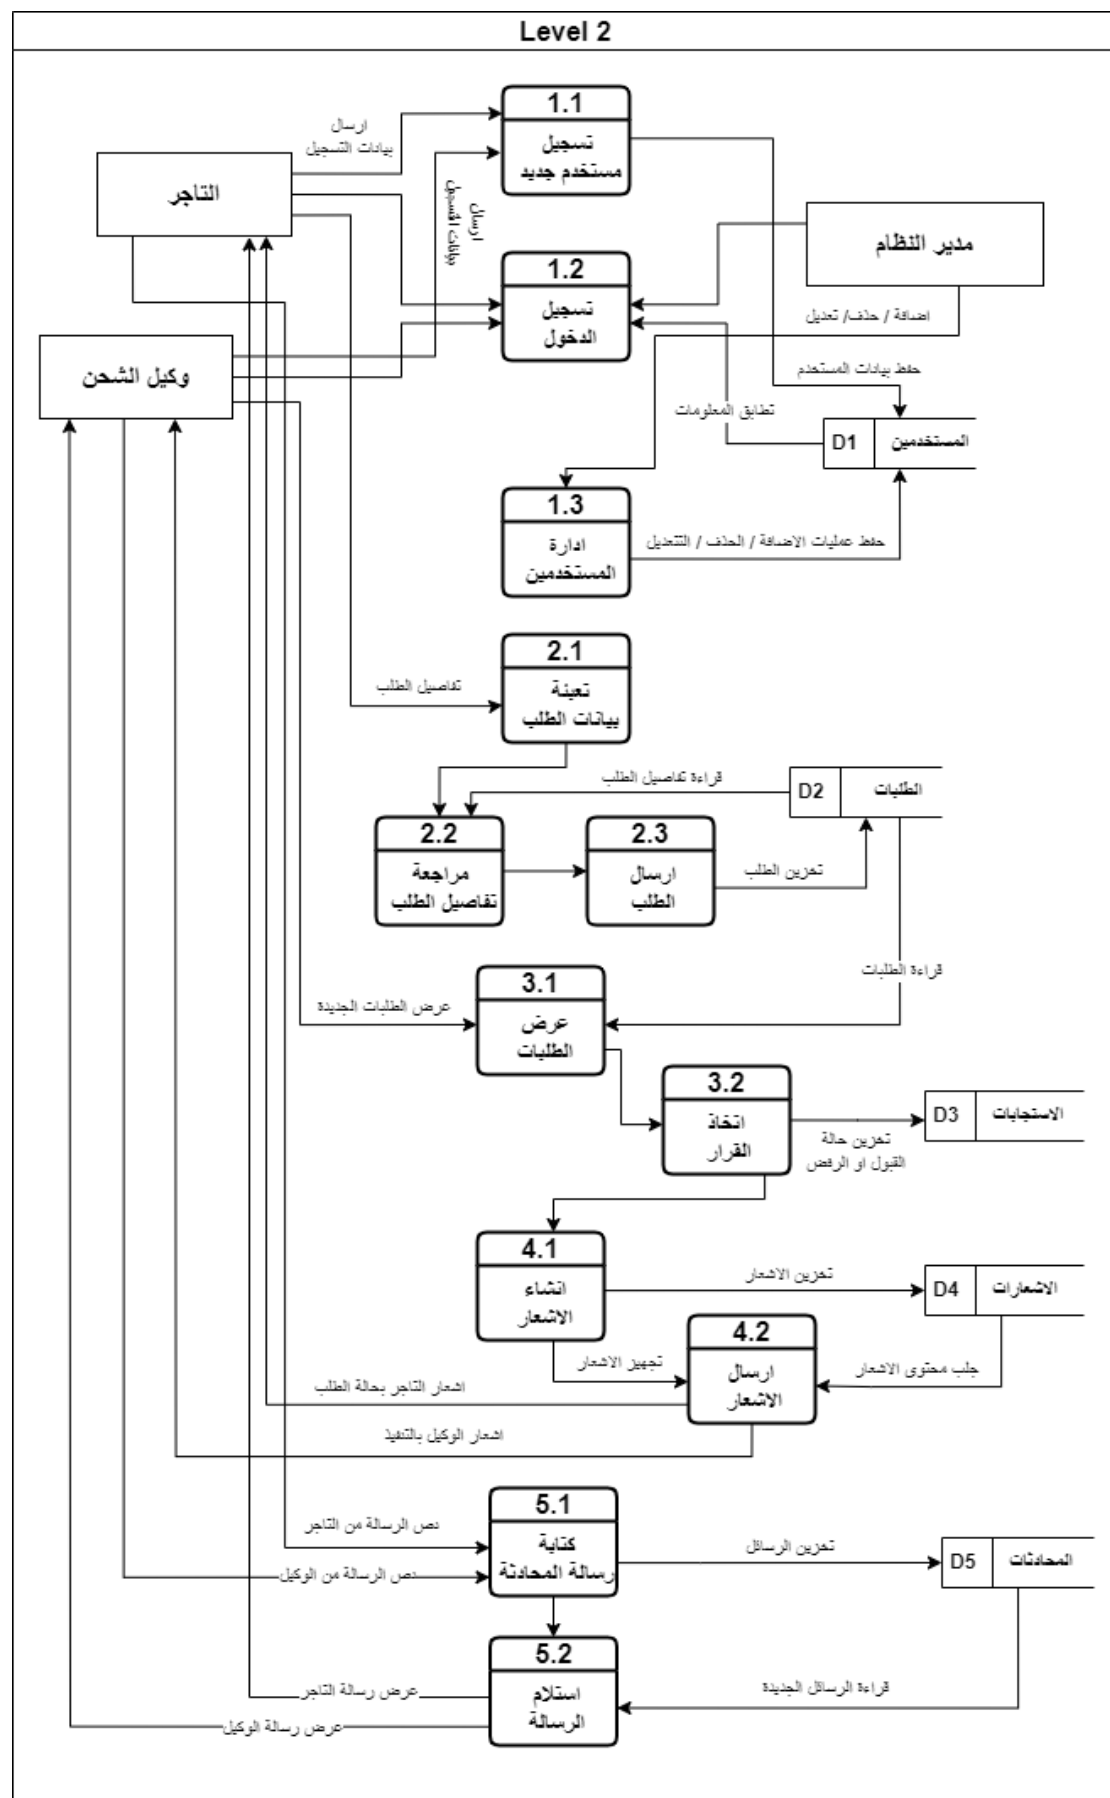 Level 2
1.1
تسجيل
مستخدم جديد
ارسال
بيانات التسجيل
التاجر
ارسال
بيانات التسجيل
مدير النظام
1.2
تسجيل
الدخول
اضافة / حذف/ تعديل
وكيل الشحن
حفظ بيانات المستخدم
تطابق المعلومات
D1
المستخدمين
1.3
ادارة
المستخدمين
حفظ عمليات الاضافة / الحذف / التتعديل
2.1
تعبئة
بيانات الطلب
تفاصيل الطلب
قراءة تفاصيل الطلب
D2
الطلبات
2.2
مراجعة
تفاصيل الطلب
2.3
ارسال
الطلب
تخزين الطلب
قراءة الطلبات
3.1
عرض
الطلبات
عرض الطلبات الجديدة
3.2
اتخاذ
القرار
تخزين حالة
القبول او الرفض
D3
الاستجابات
4.1
انشاء
الاشعار
تخزين الاشعار
D4
الاشعارات
4.2
ارسال
الاشعار
تجهيز الاشعار
جلب محتوى الاشعار
اشعار التاجر بحالة الطلب
اشعار الوكيل بالتنفيذ
5.1
كتابة
رسالة المحادثة
نص الرسالة من التاجر
نص الرسالة من الوكيل
تخزين الرسائل
D5
المحادثات
5.2
استلام
الرسالة
قراءة الرسائل الجديدة
عرض رسالة التاجر
عرض رسالة الوكيل